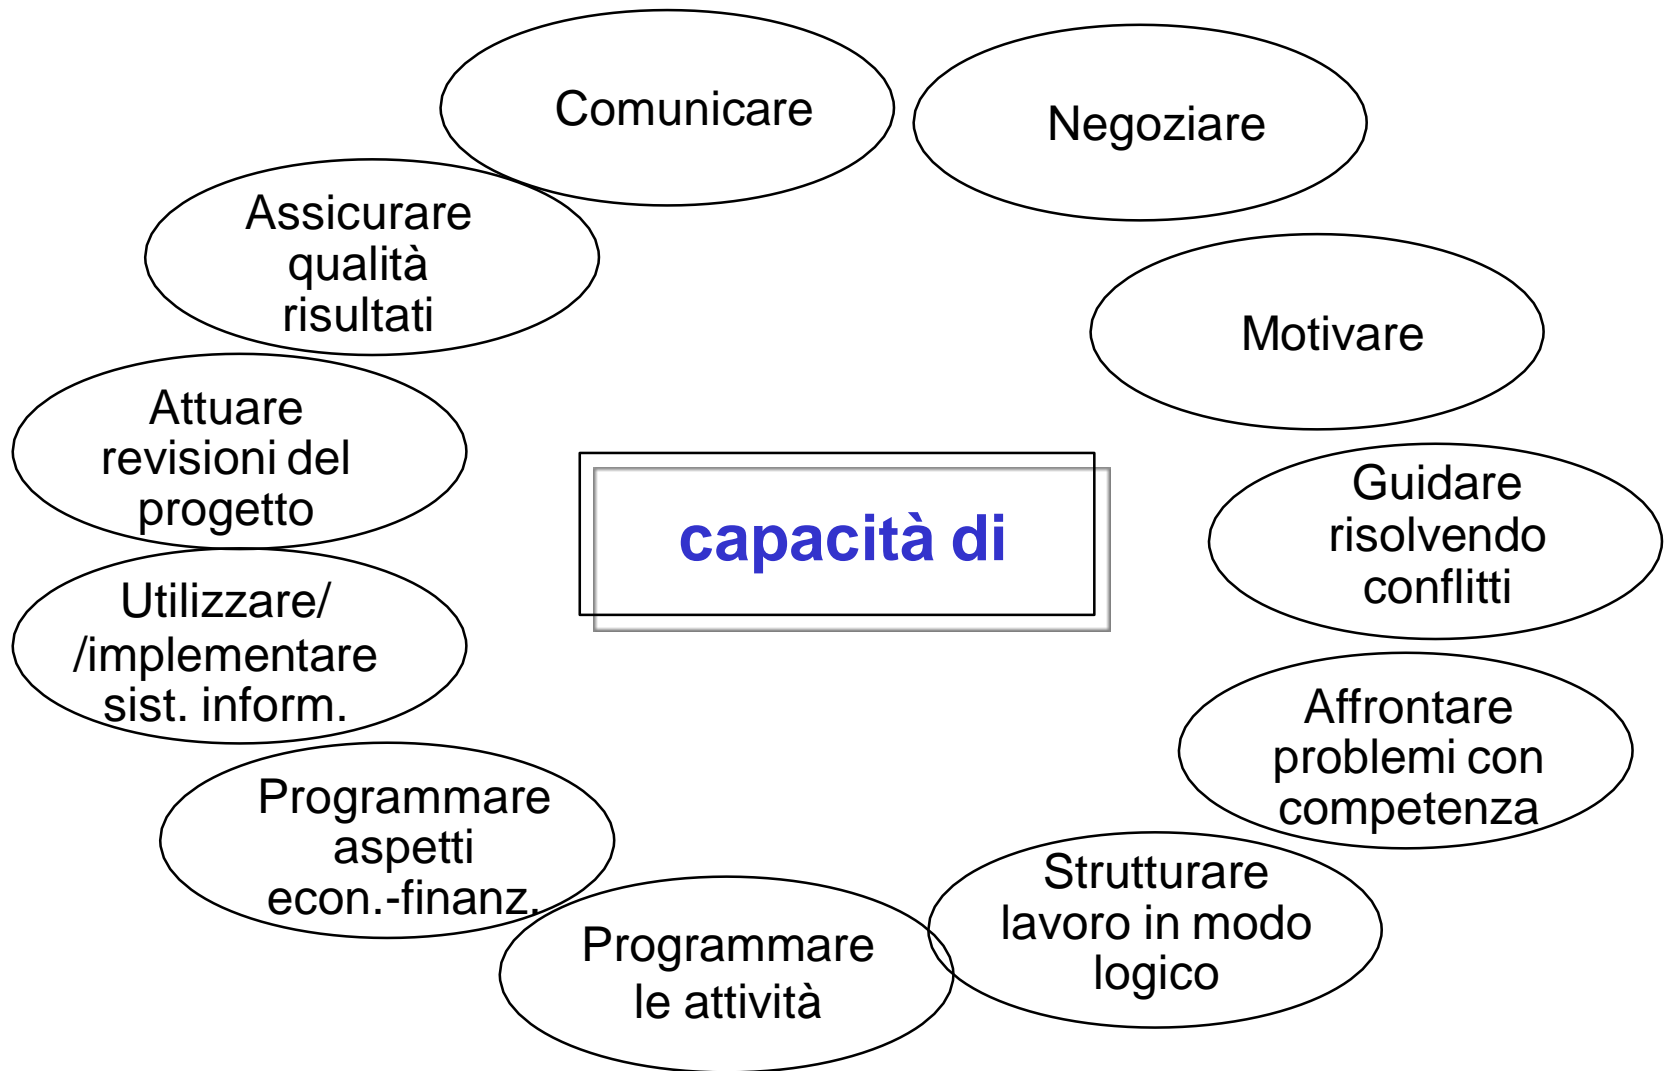 Comunicare
Negoziare
Motivare
Guidare
risolvendo
conflitti
Affrontare
problemi con
competenza
Strutturare
lavoro in modo
logico
Programmare
le attività
Programmare
aspetti
econ.-finanz.
Utilizzare/
/implementare
sist. inform.
Attuare
revisioni del
progetto
Assicurare
qualità
risultati
capacità di